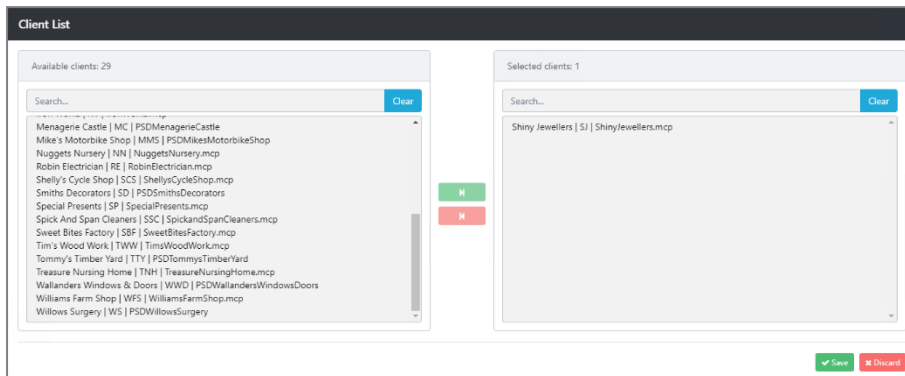 Client List
Available clients: 29
Search...
Clear
Menagerie Castle | MC | PSDMenagerieCastle
Mike's Motorbike Shop | MMS | PSDMikesMotorbikeShop
Nuggets Nursery | NN | NuggetsNursery.mcp
Robin Electrician | RE | RobinElectrician.mcp
Shelly's Cycle Shop | SCS | ShellysCycleShop.mcp
Smiths Decorators | SD | PSDSmithsDecorators
Special Presents | SP | SpecialPresents.mcp
Spick And Span Cleaners | SSC | SpickandSpanCleaners.mcp
Sweet Bites Factory | SBF | SweetBitesFactory.mcp
Tim's Wood Work | TWW | TimsWoodWork.mcp
Tommy's Timber Yard | TTY | PSDTommysTimberYard
Treasure Nursing Home | TNH | TreasureNursingHome.mcp
Wallanders Windows & Doors | WWD | PSDWallandersWindowsDoors
Williams Farm Shop | WFS | WilliamsFarmShop.mcp
Willows Surgery | WS | PSDWillowsSurgery
Selected clients: 1
Search...
Clear
Shiny Jewellers | SJ | ShinyJewellers.mcp
Save
Discard